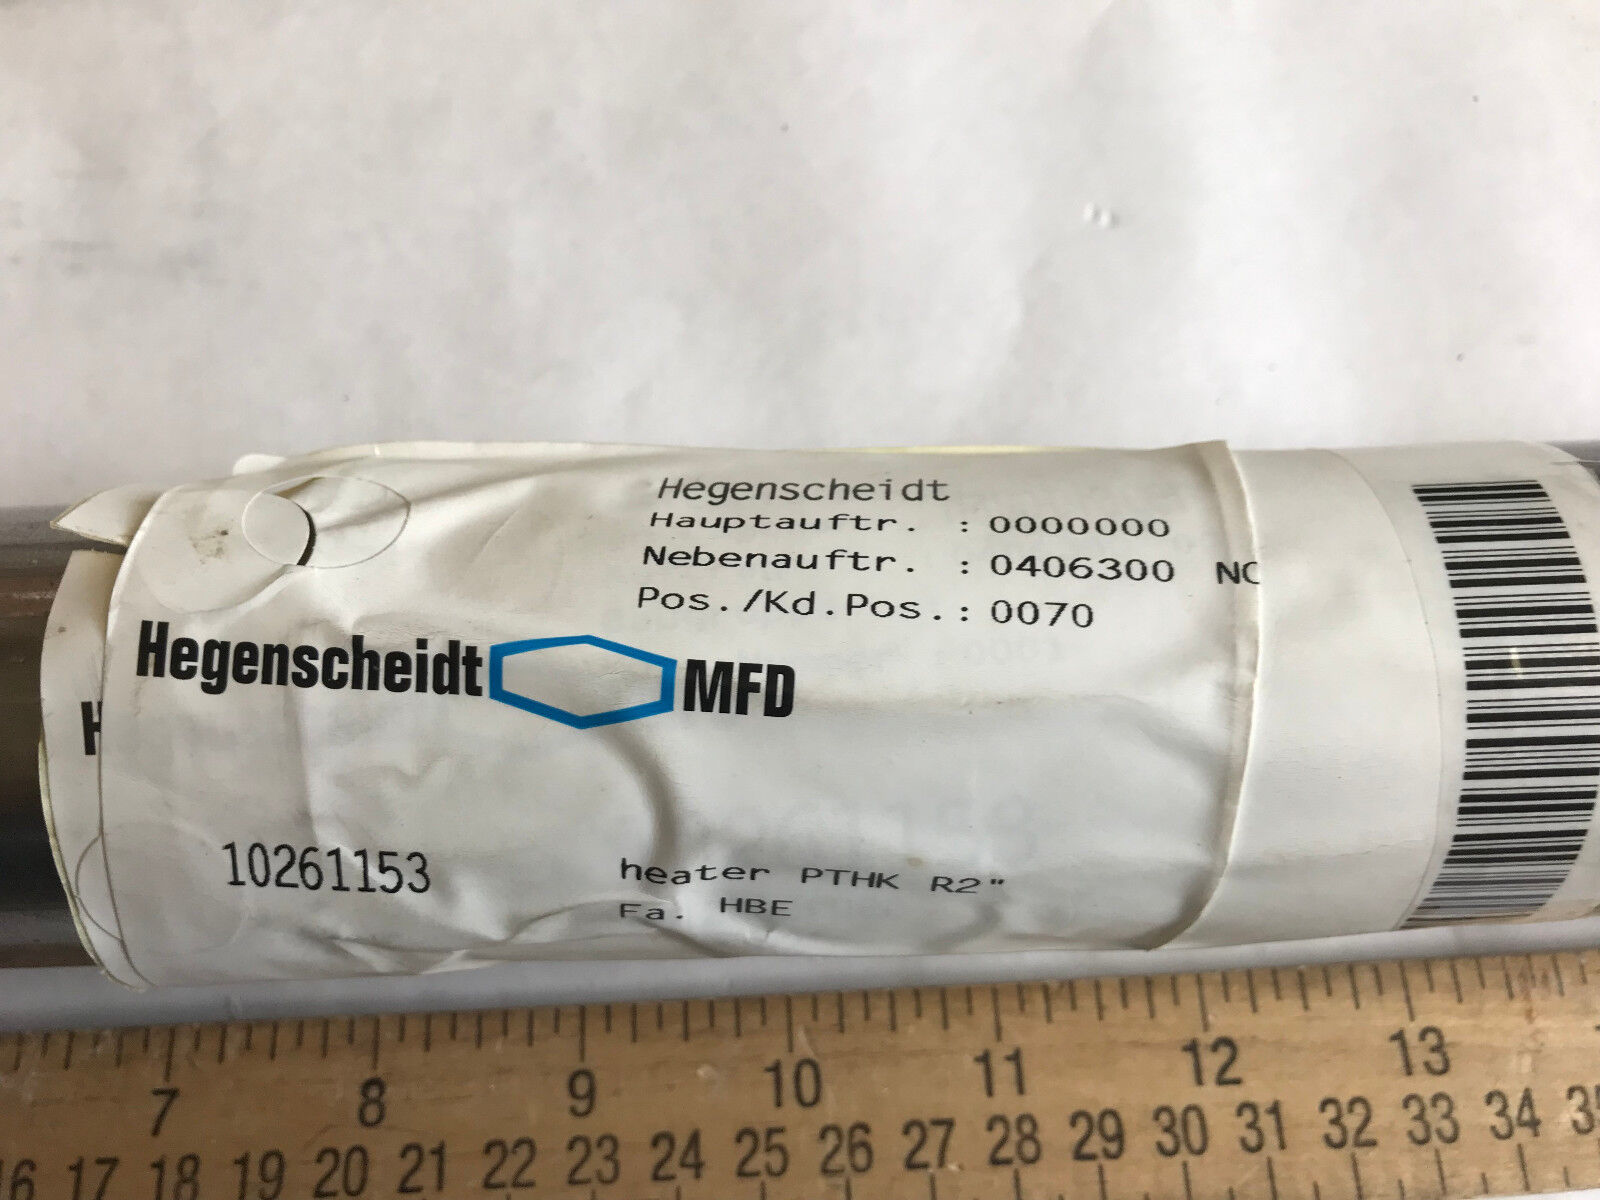 Hegenscheidt
Hauptauftr. : 0000000
Nebenauftr. : 0406300
Pos./Kd.Pos.: 0070
Hegenscheidt MFD
H
10261153
heater PTHK R2"
Fa. HBE
7 8 9 10 11 12 13
17 18 19 20 21 22 23 24 25 26 27 28 29 30 31 32 33 34